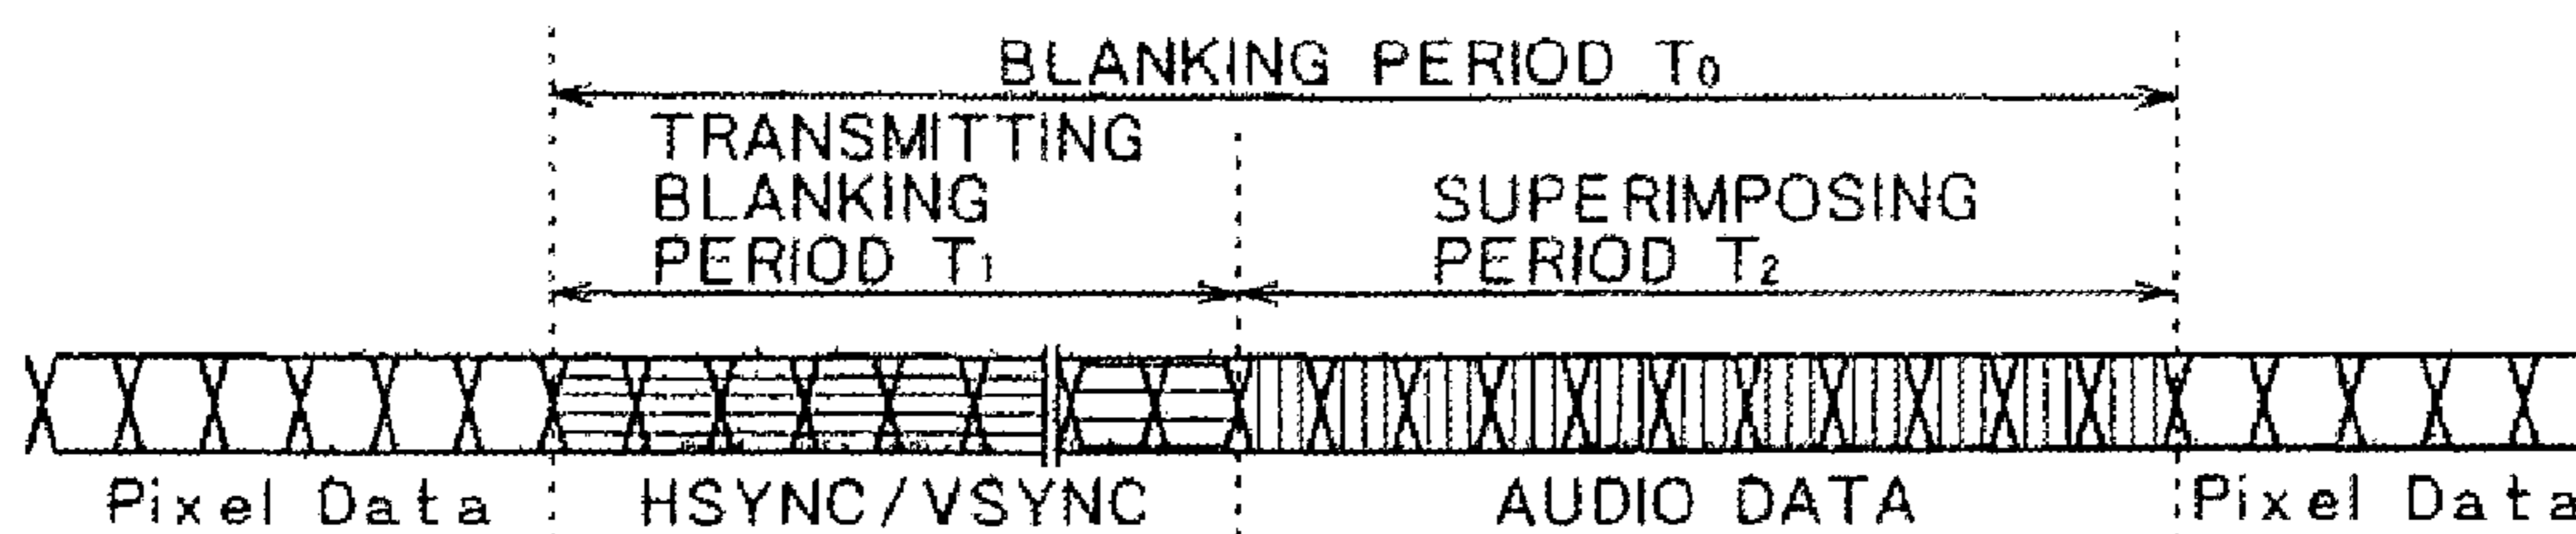 BLANKING PERIOD T0
TRANSMITTING
BLANKING
PERIOD T1
SUPERIMPOSING
PERIOD T2
Pixel Data
HSYNC/VSYNC
AUDIO DATA
Pixel Data